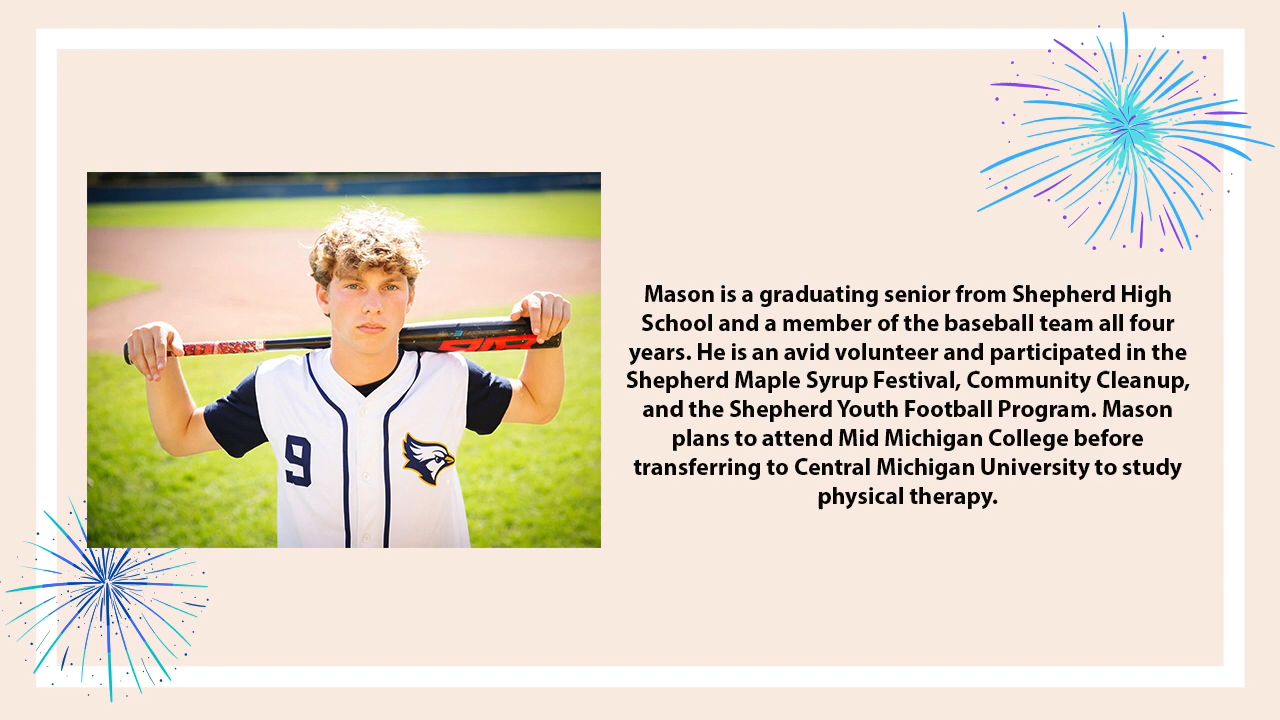 9
Mason is a graduating senior from Shepherd High
School and a member of the baseball team all four
years. He is an avid volunteer and participated in the
Shepherd Maple Syrup Festival, Community Cleanup,
and the Shepherd Youth Football Program. Mason
plans to attend Mid Michigan College before
transferring to Central Michigan University to study
physical therapy.